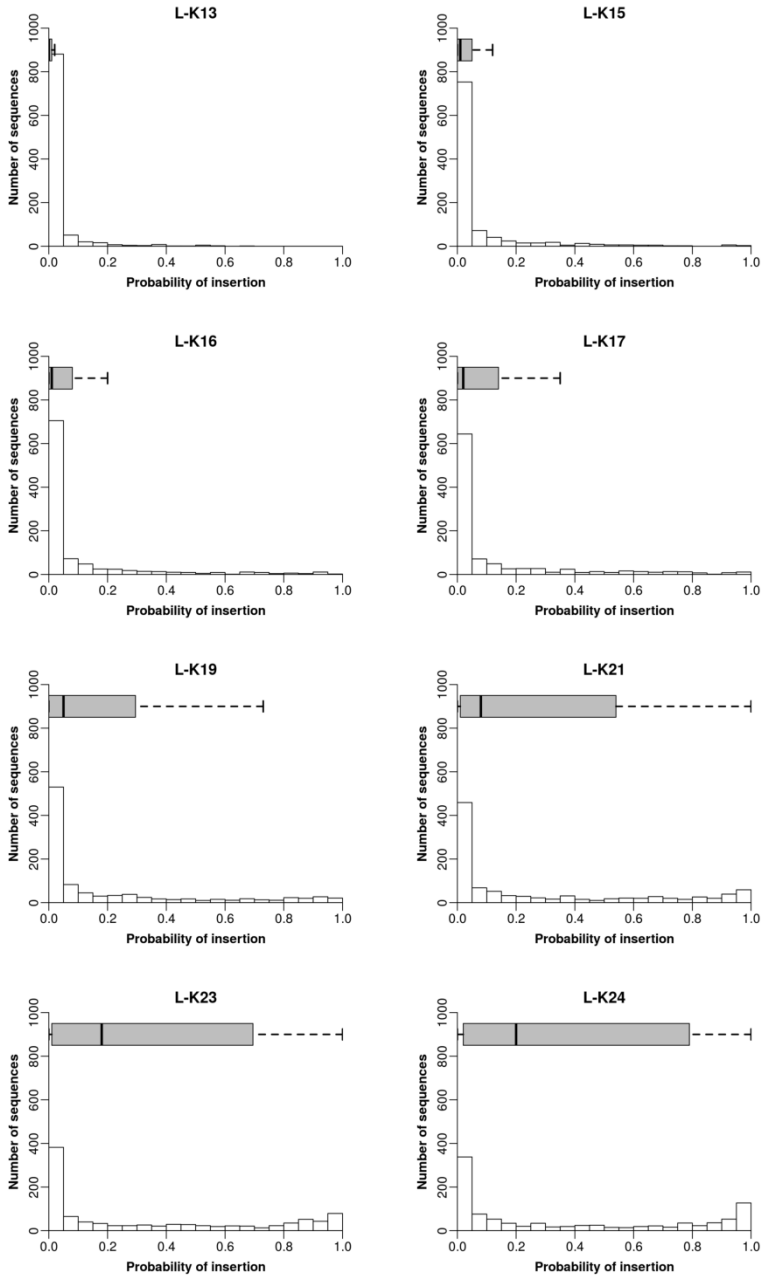 L-K13
Number of sequences
0 200 400 600 800 1000
0.0 0.2 0.4 0.6 0.8 1.0
Probability of insertion
L-K15
Number of sequences
0 200 400 600 800 1000
0.0 0.2 0.4 0.6 0.8 1.0
Probability of insertion
L-K16
Number of sequences
0 200 400 600 800 1000
0.0 0.2 0.4 0.6 0.8 1.0
Probability of insertion
L-K17
Number of sequences
0 200 400 600 800 1000
0.0 0.2 0.4 0.6 0.8 1.0
Probability of insertion
L-K19
Number of sequences
0 200 400 600 800 1000
0.0 0.2 0.4 0.6 0.8 1.0
Probability of insertion
L-K21
Number of sequences
0 200 400 600 800 1000
0.0 0.2 0.4 0.6 0.8 1.0
Probability of insertion
L-K23
Number of sequences
0 200 400 600 800 1000
0.0 0.2 0.4 0.6 0.8 1.0
Probability of insertion
L-K24
Number of sequences
0 200 400 600 800 1000
0.0 0.2 0.4 0.6 0.8 1.0
Probability of insertion